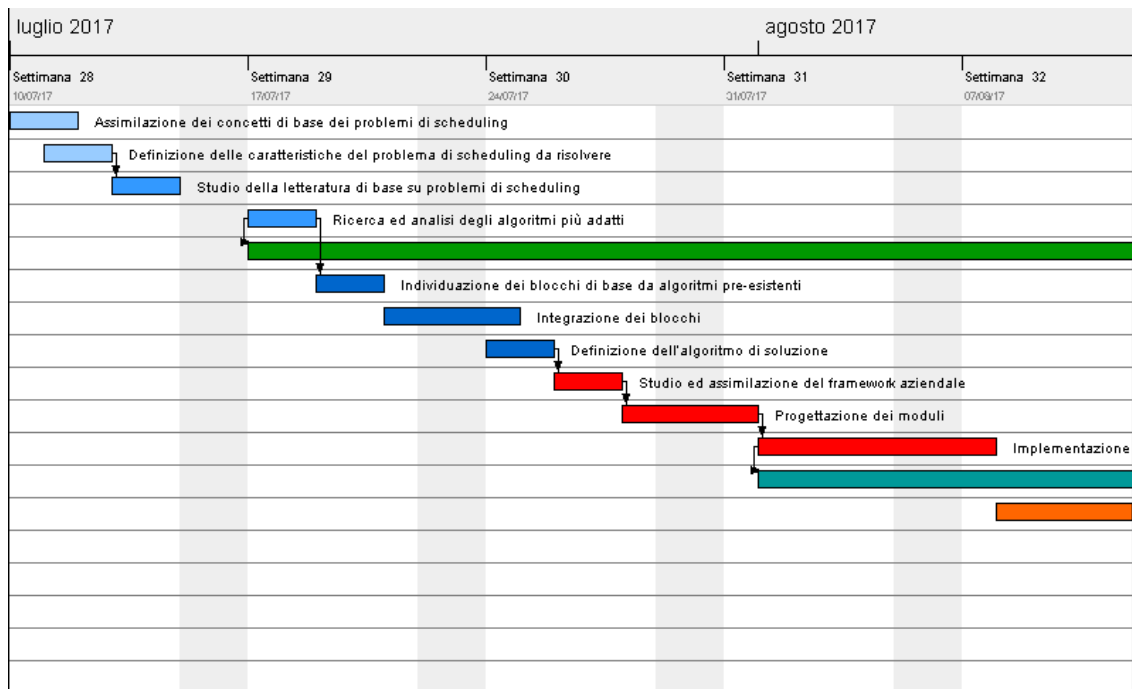 luglio 2017 agosto 2017
Settimana 28 Settimana 29 Settimana 30 Settimana 31 Settimana 32
10/07/17 17/07/17 24/07/17 31/07/17 07/08/17
Assimilazione dei concetti di base dei problemi di scheduling
Definizione delle caratteristiche del problema di scheduling da risolvere
Studio della letteratura di base su problemi di scheduling
Ricerca ed analisi degli algoritmi più adatti
Individuazione dei blocchi di base da algoritmi pre-esistenti
Integrazione dei blocchi
Definizione dell'algoritmo di soluzione
Studio ed assimilazione del framework aziendale
Progettazione dei moduli
Implementazione